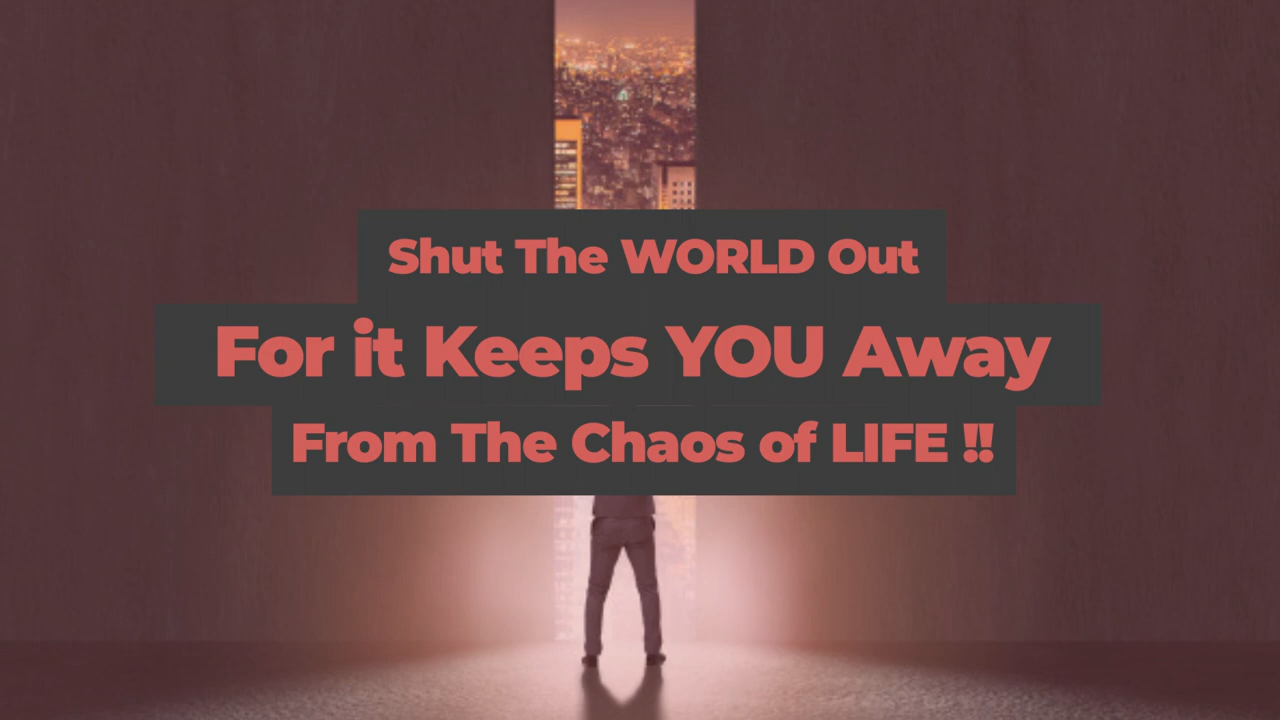 Shut The WORLD Out
For it Keeps YOU Away
From The Chaos of LIFE !!